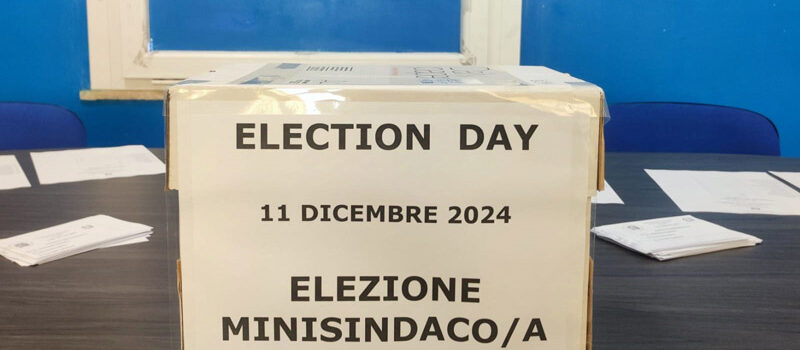 ELECTION DAY
11 DICEMBRE 2024
ELEZIONE
MINISINDACO/A